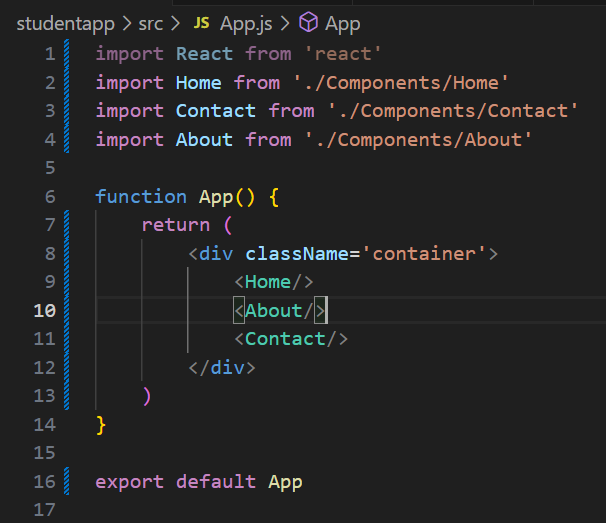 studentapp > src > JS App.js > App
1 import React from 'react'
2 import Home from './Components/Home'
3 import Contact from './Components/Contact'
4 import About from './Components/About'
5
6 function App() {
7     return (
8         <div className='container'>
9             <Home/>
10             <About/>
11             <Contact/>
12         </div>
13     )
14 }
15
16 export default App
17